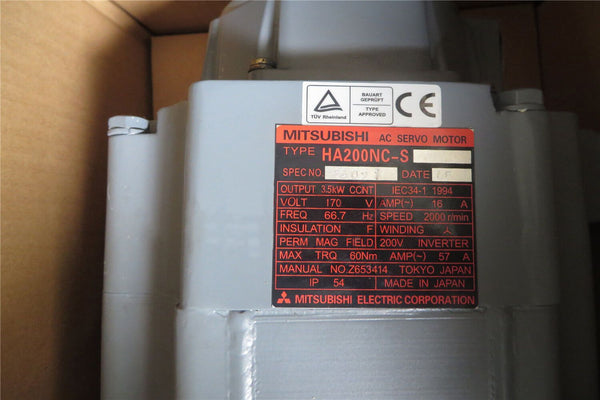 TÜV Rheinland
BAUART
GEPRÜFT
TYPE
APPROVED
CE
MITSUBISHI AC SERVO MOTOR
TYPE HA200NC-S
SPEC NO. DATE
OUTPUT 3.5kW CONT IEC34-1 1994
VOLT 170 V AMP(~) 16 A
FREQ 66.7 Hz SPEED 2000 r/min
INSULATION F WINDING
PERM MAG FIELD 200V INVERTER
MAX TRQ 60Nm AMP(~) 57 A
MANUAL NO.Z653414 TOKYO JAPAN
IP 54 MADE IN JAPAN
MITSUBISHI ELECTRIC CORPORATION